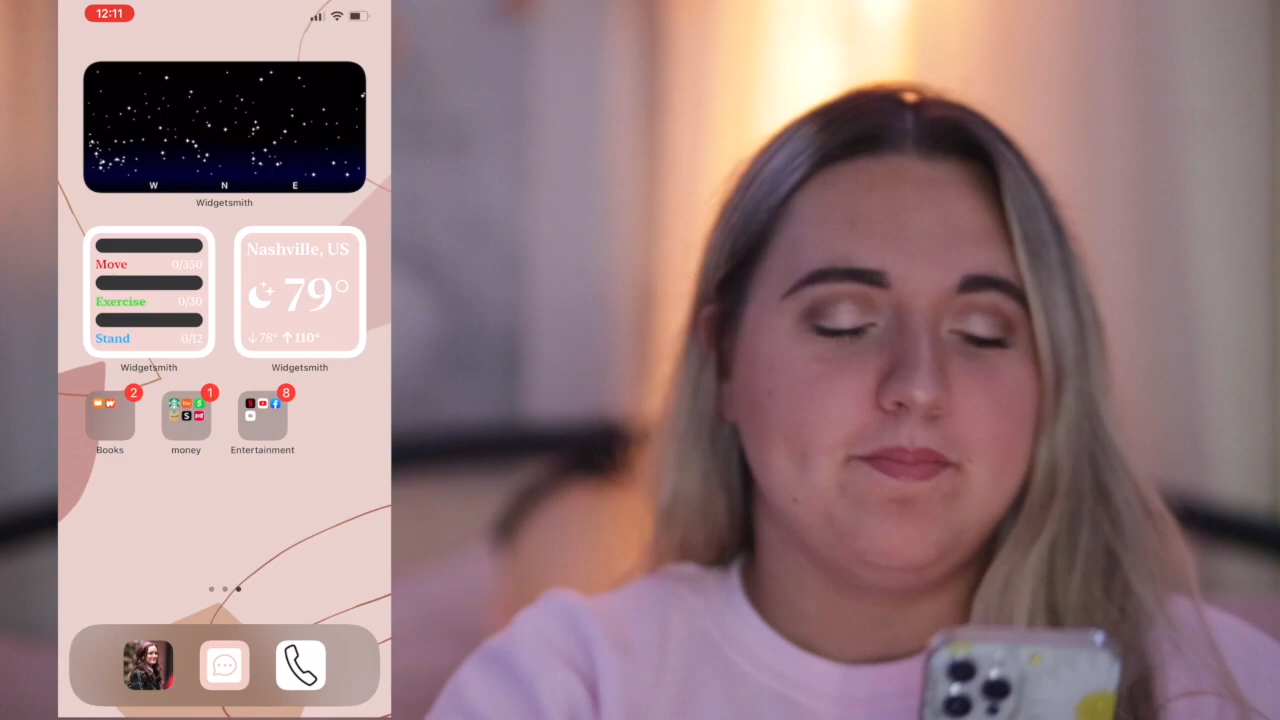 12:11
W N E
Widgetsmith
Move 0/350
Exercise 0/30
Stand 0/12
Widgetsmith
Nashville, US
79°
↓78° ↑110°
Widgetsmith
2
1
8
Books
money
Entertainment